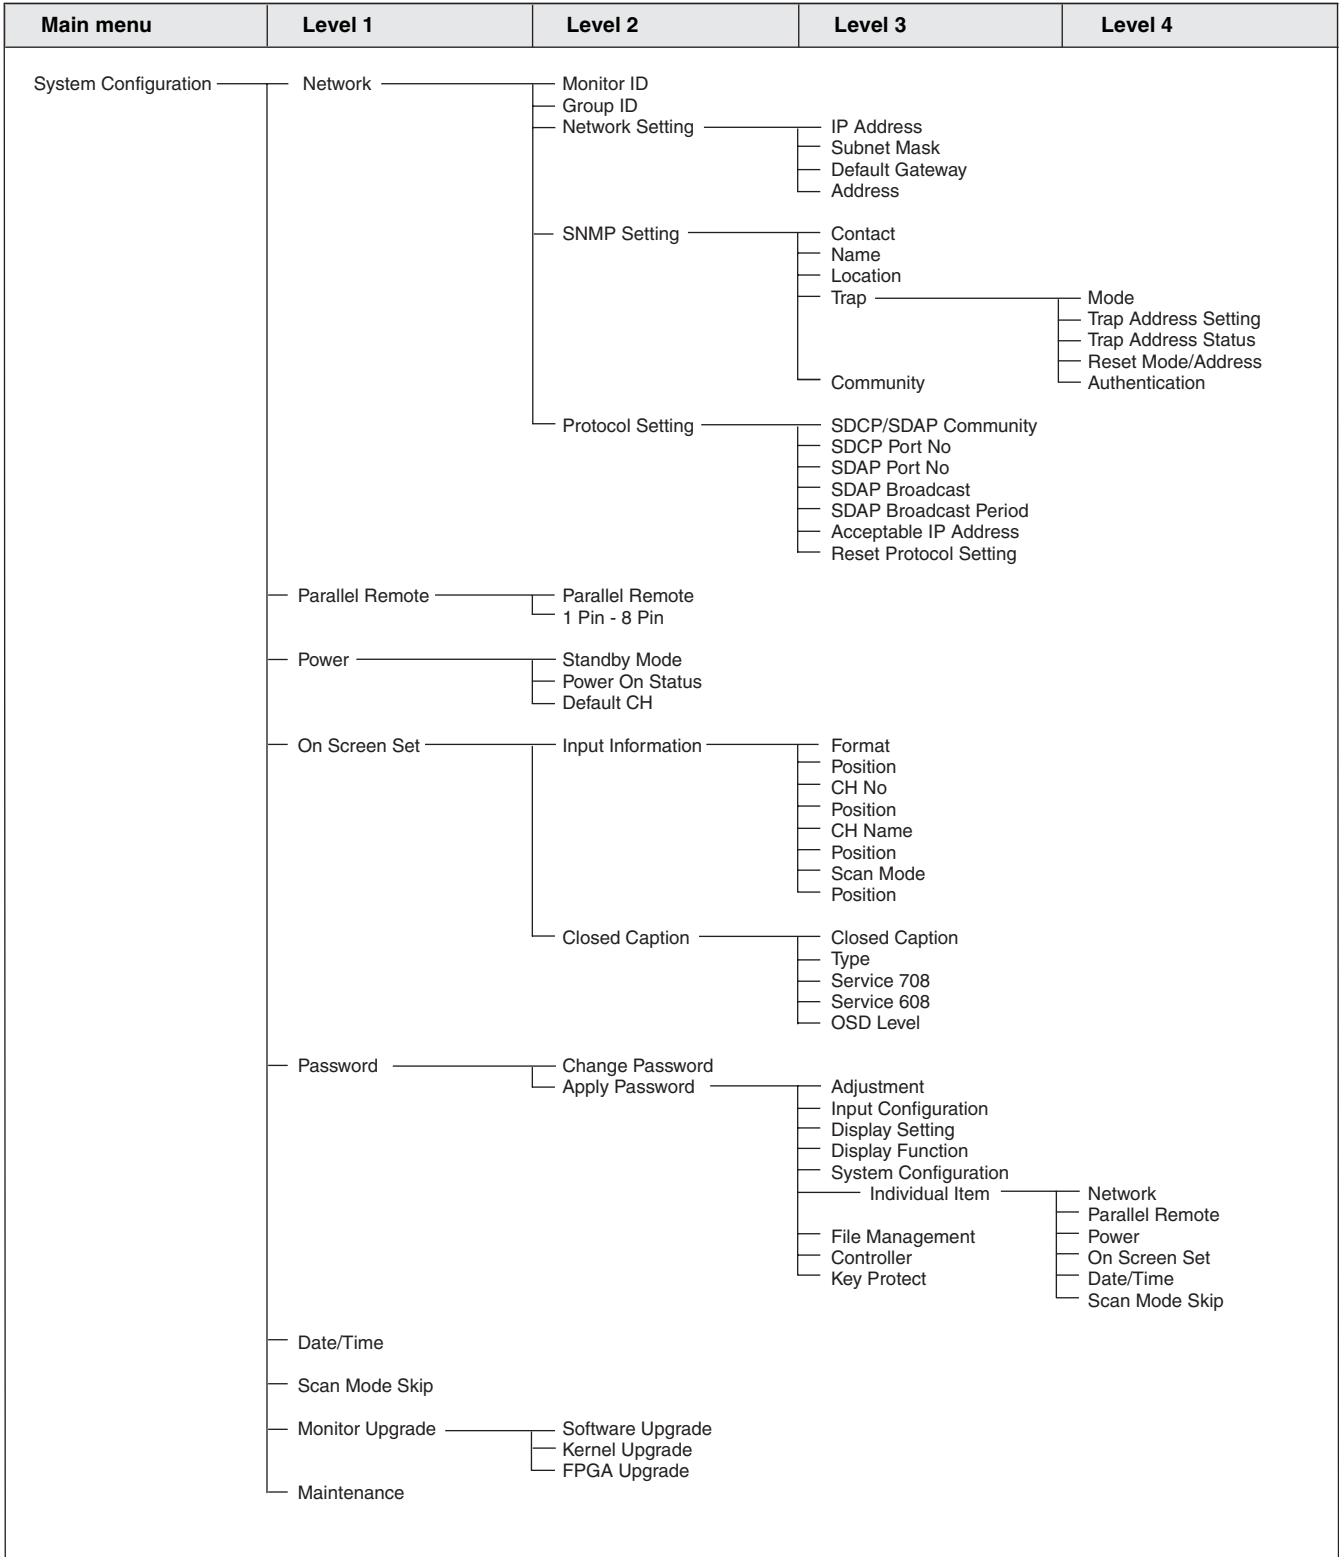 Main menu Level 1 Level 2 Level 3 Level 4
System Configuration Network Monitor ID
Group ID
Network Setting IP Address
Subnet Mask
Default Gateway
Address
SNMP Setting Contact
Name
Location
Trap Mode
Trap Address Setting
Trap Address Status
Reset Mode/Address
Community Authentication
Protocol Setting SDCP/SDAP Community
SDCP Port No
SDAP Port No
SDAP Broadcast
SDAP Broadcast Period
Acceptable IP Address
Reset Protocol Setting
Parallel Remote Parallel Remote
1 Pin - 8 Pin
Power Standby Mode
Power On Status
Default CH
On Screen Set Input Information Format
Position
CH No
Position
CH Name
Position
Scan Mode
Position
Closed Caption Closed Caption
Type
Service 708
Service 608
OSD Level
Password Change Password
Apply Password Adjustment
Input Configuration
Display Setting
Display Function
System Configuration
Individual Item Network
Parallel Remote
File Management Power
Controller On Screen Set
Key Protect Date/Time
Scan Mode Skip
Date/Time
Scan Mode Skip
Monitor Upgrade Software Upgrade
Kernel Upgrade
FPGA Upgrade
Maintenance